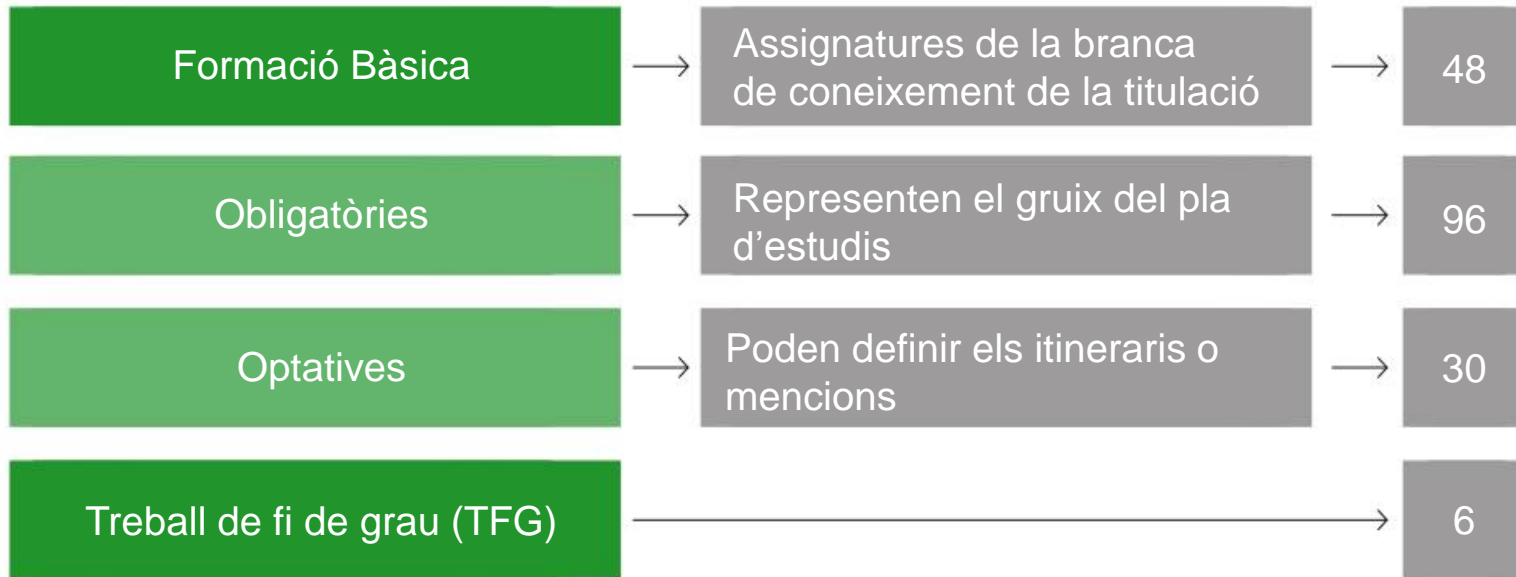 Formació Bàsica
Assignatures de la branca
de coneixement de la titulació
48
Obligatòries
Representen el gruix del pla
d’estudis
96
Optatives
Poden definir els itineraris o
mencions
30
Treball de fi de grau (TFG)
6